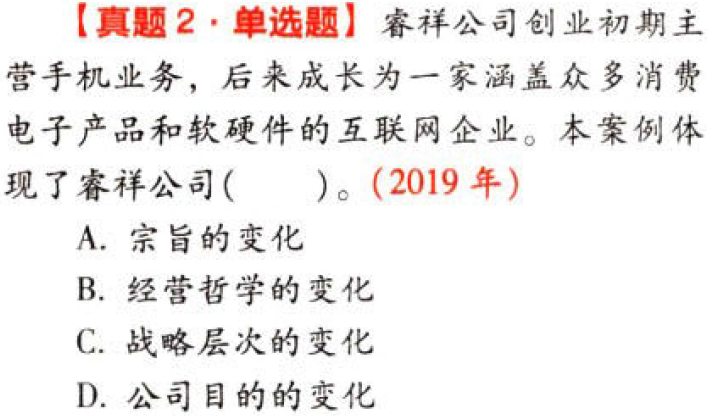 【真题2·单选题】睿祥公司创业初期主
营手机业务，后来成长为一家涵盖众多消费
电子产品和软硬件的互联网企业。本案例体
现了睿祥公司(　　)。(2019年)
A. 宗旨的变化
B. 经营哲学的变化
C. 战略层次的变化
D. 公司目的的变化